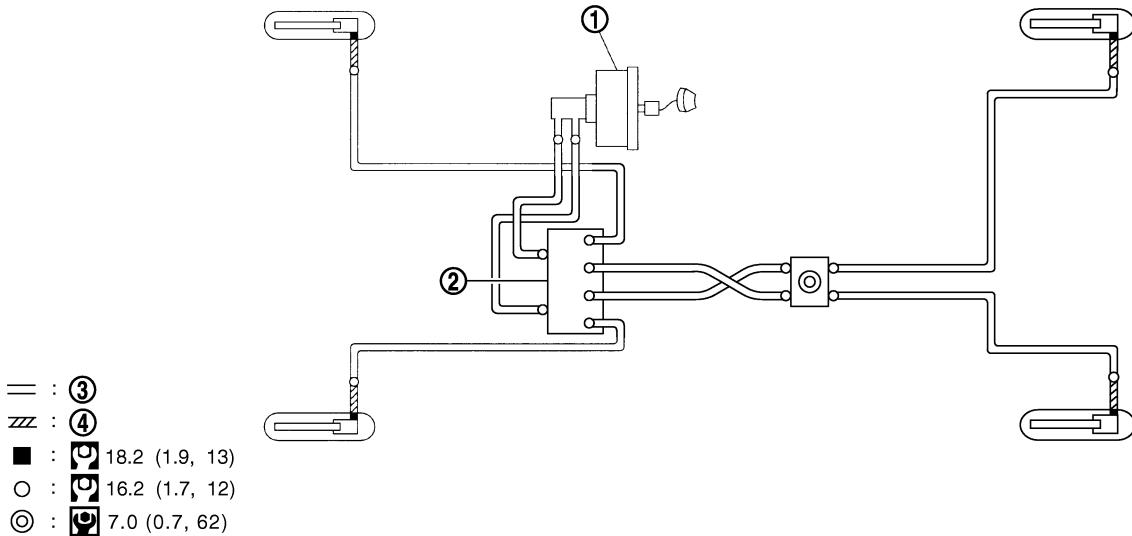 ①
②
: ③
: ④
■ : 18.2 (1.9, 13)
○ : 16.2 (1.7, 12)
◎ : 7.0 (0.7, 62)